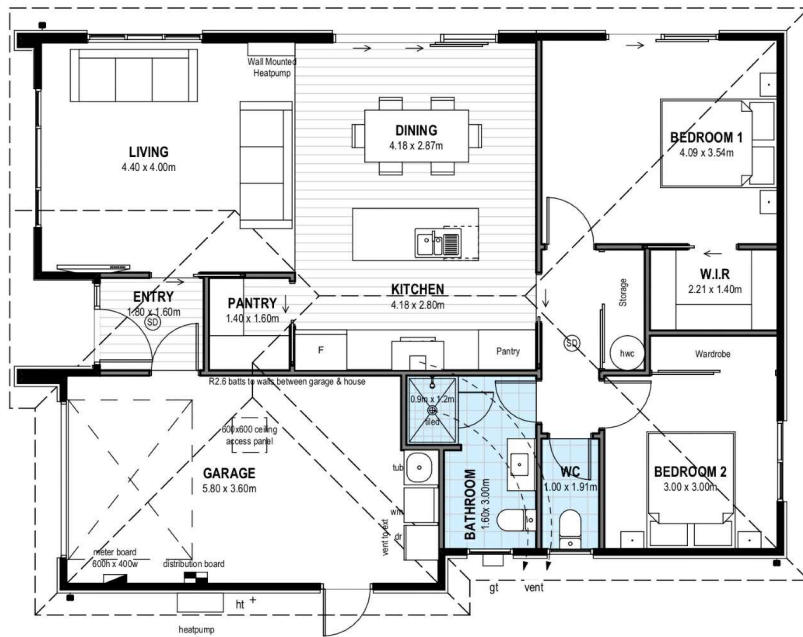 Wall Mounted
Heatpump
LIVING
4.40 x 4.00m
DINING
4.18 x 2.87m
BEDROOM 1
4.09 x 3.54m
W.I.R
2.21 x 1.40m
Storage
hwc
Wardrobe
ENTRY
1.80 x 1.60m
SD
PANTRY
1.40 x 1.60m
KITCHEN
4.18 x 2.80m
F
Pantry
SD
R2.6 batts to walls between garage & house
0.9m x 1.2m
tiled
600x600 ceiling
access panel
GARAGE
5.80 x 3.60m
tub
wm
dr
vent to ext
BATHROOM
1.60x 3.00m
WC
1.00 x 1.91m
BEDROOM 2
3.00 x 3.00m
meter board
600h x 400w
distribution board
ht +
heatpump
gt
vent